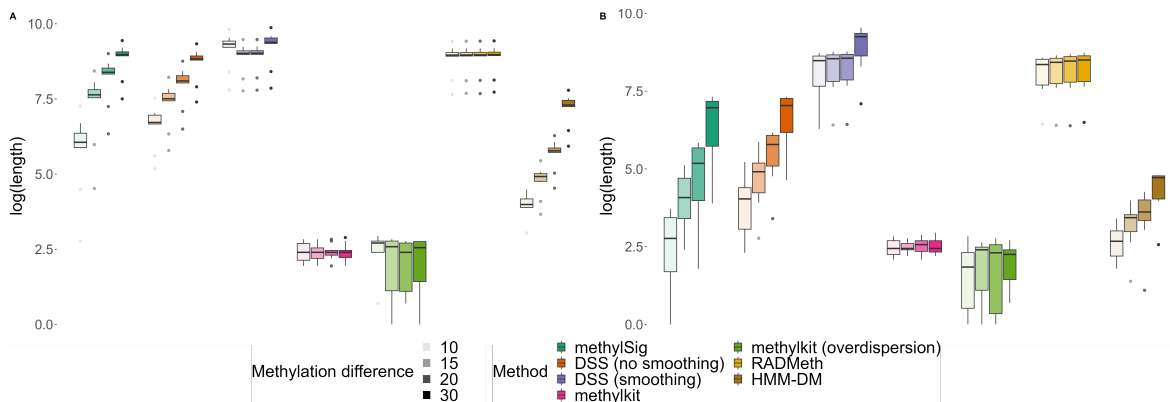 A
B
10.0
7.5
5.0
2.5
0.0
log(length)
10.0
7.5
5.0
2.5
0.0
log(length)
Methylation difference
10
15
20
30
Method
methylSig
DSS (no smoothing)
DSS (smoothing)
methylkit
methylkit (overdispersion)
RADMeth
HMM-DM